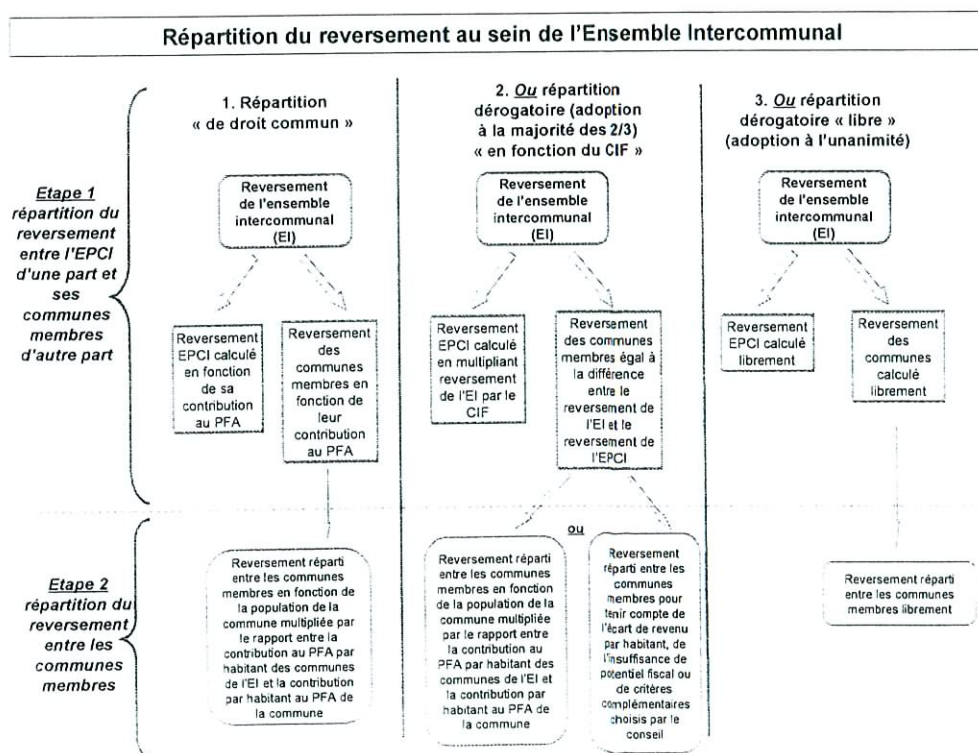 Répartition du reversement au sein de l'Ensemble Intercommunal
1. Répartition
« de droit commun »
2. Ou répartition
dérogatoire (adoption
à la majorité des 2/3)
« en fonction du CIF »
3. Ou répartition
dérogatoire « libre »
(adoption à l'unanimité)
Etape 1
répartition du
reversement
entre l'EPCI
d'une part et
ses
communes
membres
d'autre part
Reversement
de l'ensemble
intercommunal
(EI)
Reversement
EPCI calculé
en fonction
de sa
contribution
au PFA
Reversement
des
communes
membres en
fonction de
leur
contribution
au PFA
Reversement
de l'ensemble
intercommunal
(EI)
Reversement
EPCI calculé
en multipliant
reversement
de l'EI par le
CIF
Reversement
des communes
membres égal à
la différence
entre le
reversement de
l'EI et le
reversement de
l'EPCI
Reversement
de l'ensemble
intercommunal
(EI)
Reversement
EPCI calculé
librement
Reversement
des
communes
calculé
librement
Etape 2
répartition du
reversement
entre les
communes
membres
Reversement réparti
entre les communes
membres en fonction de
la population de la
commune multipliée par
le rapport entre la
contribution au PFA par
habitant des communes
de l'EI et la contribution
par habitant au PFA de
la commune
Reversement réparti
entre les communes
membres en fonction
de la population de la
commune multipliée
par le rapport entre
la contribution au
PFA par habitant des
communes de l'EI et
la contribution par
habitant au PFA de
la commune
ou
Reversement
réparti entre les
communes
membres pour
tenir compte de
l'écart de revenu
par habitant, de
l'insuffisance de
potentiel fiscal ou
de critères
complémentaires
choisis par le
conseil
Reversement réparti
entre les communes
membres librement